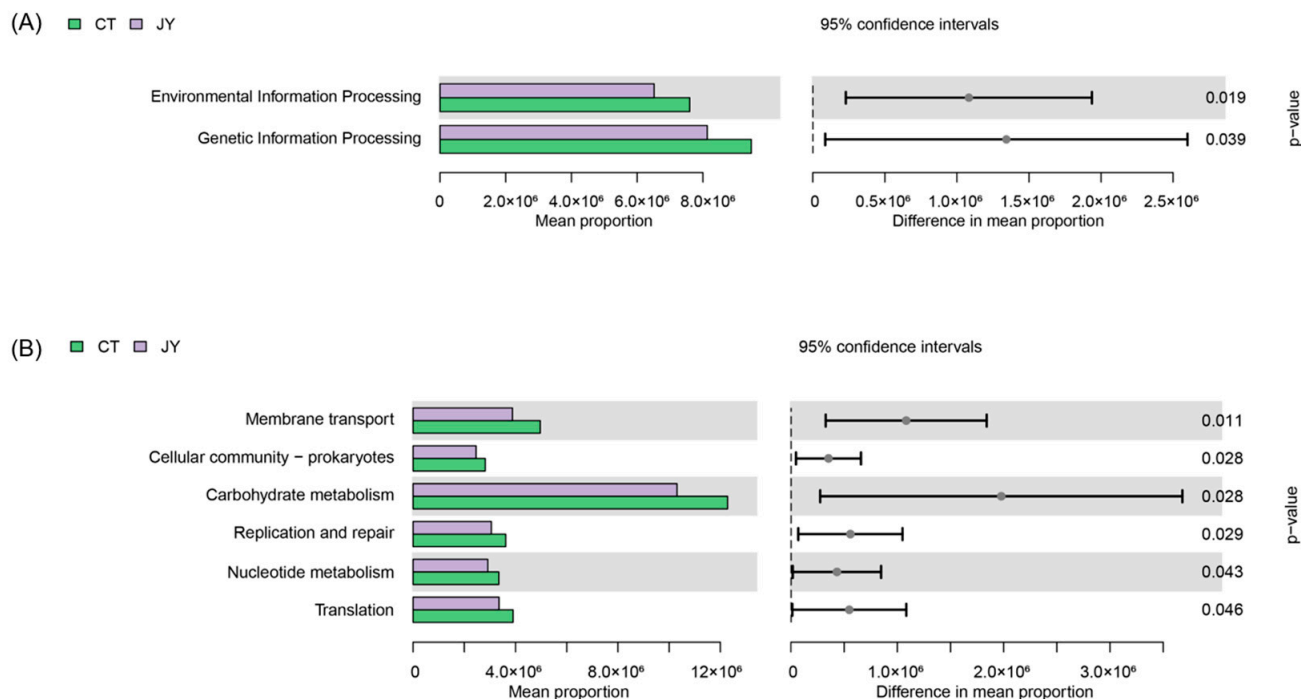 (A) CT JY 95% confidence intervals
Environmental Information Processing 0.019
Genetic Information Processing 0.039
p-value
0 2.0×10⁶ 4.0×10⁶ 6.0×10⁶ 8.0×10⁶ 0 0.5×10⁶ 1.0×10⁶ 1.5×10⁶ 2.0×10⁶ 2.5×10⁶
Mean proportion Difference in mean proportion
(B) CT JY 95% confidence intervals
Membrane transport 0.011
Cellular community − prokaryotes 0.028
Carbohydrate metabolism 0.028
Replication and repair 0.029
Nucleotide metabolism 0.043
Translation 0.046
p-value
0 4.0×10⁶ 8.0×10⁶ 12×10⁶ 0 1.0×10⁶ 2.0×10⁶ 3.0×10⁶
Mean proportion Difference in mean proportion